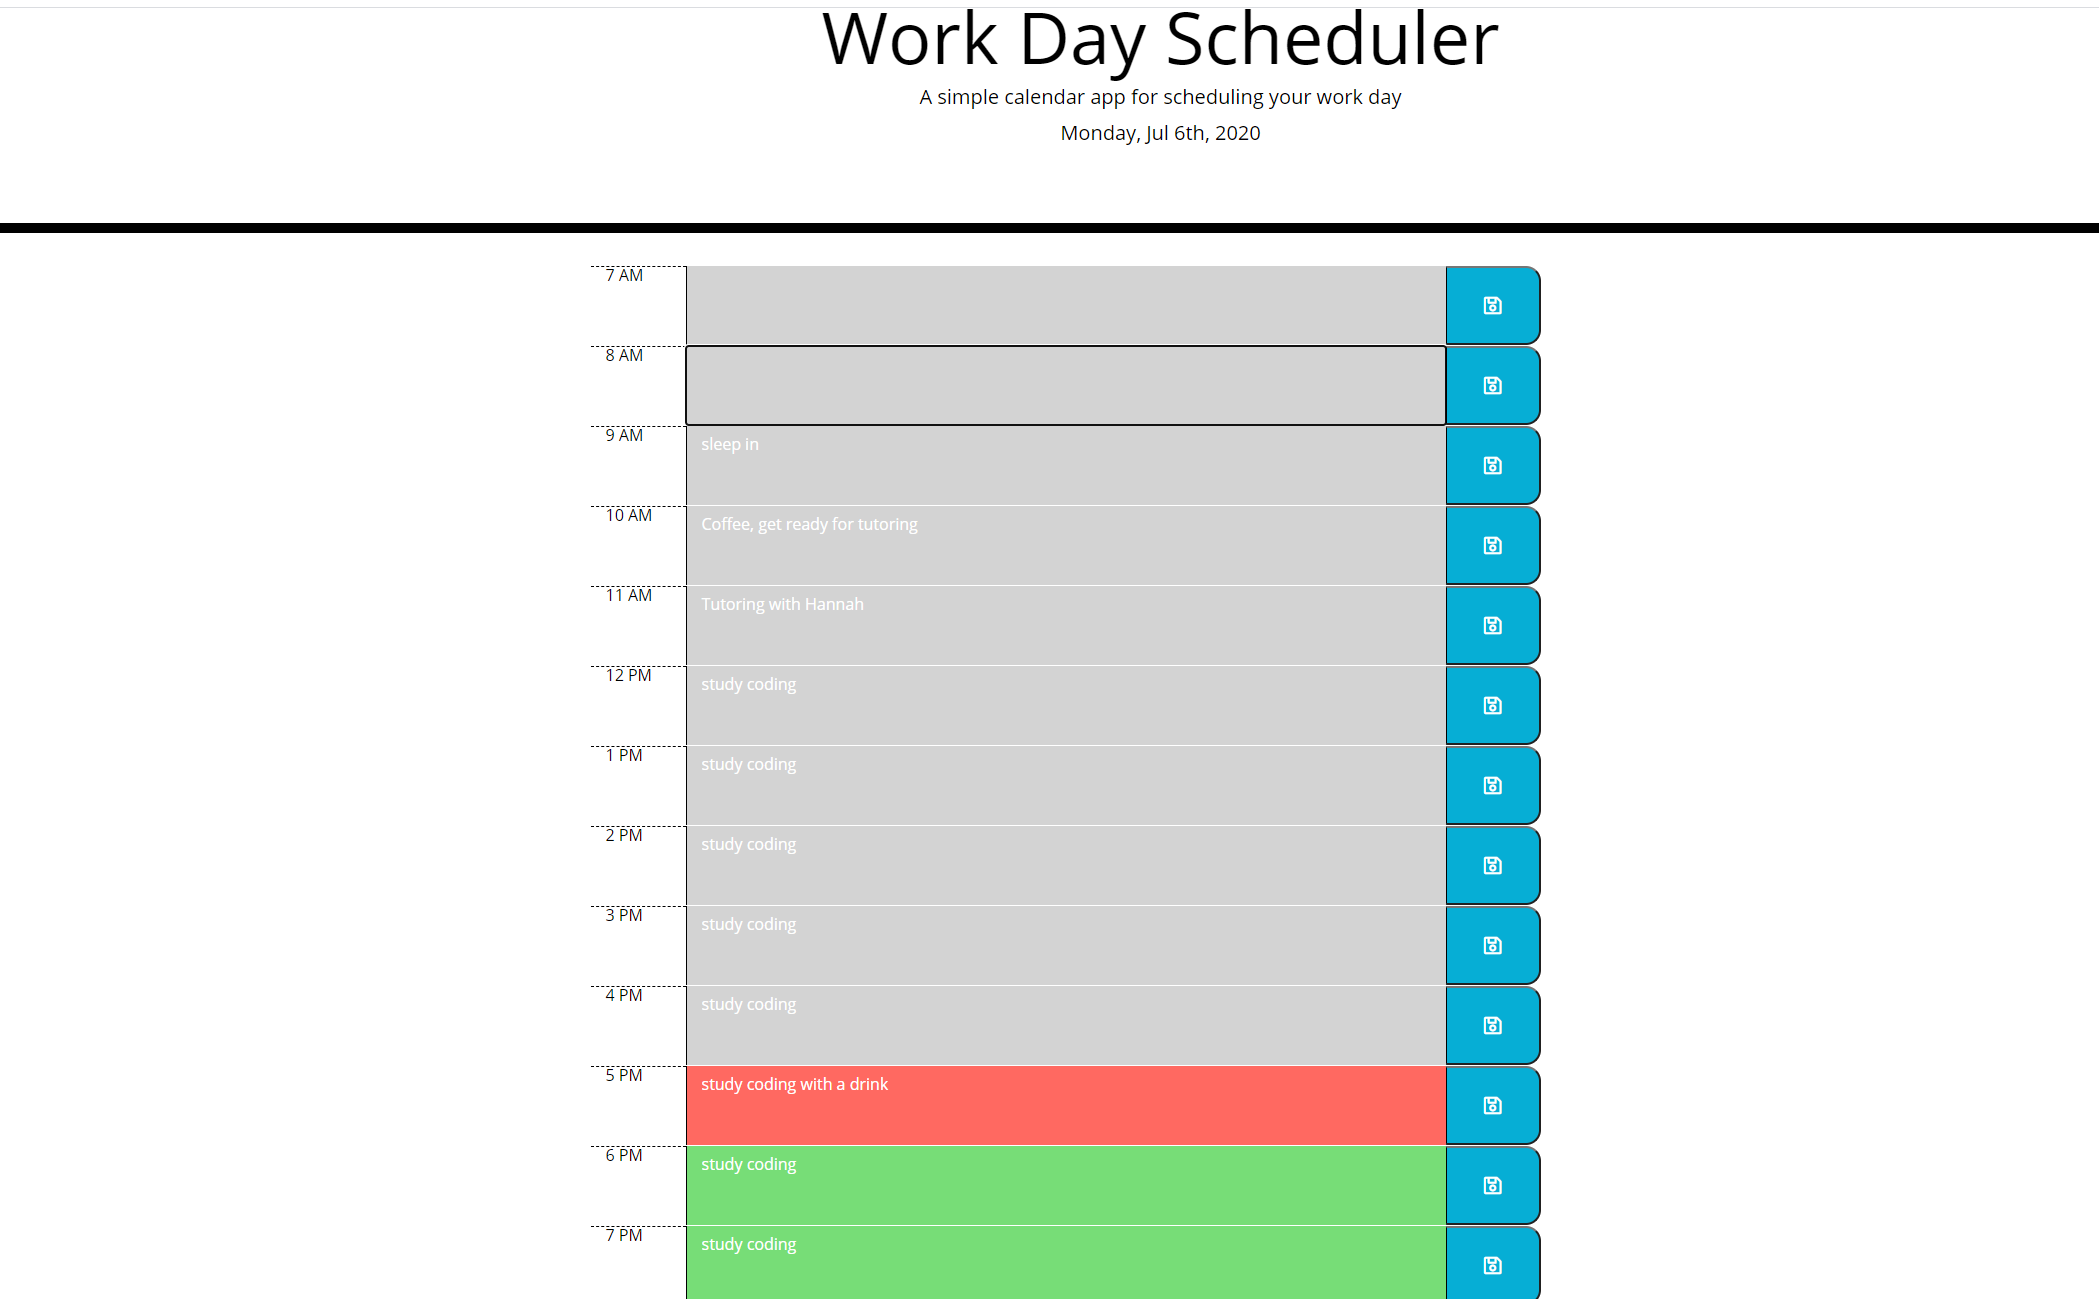 Work Day Scheduler
A simple calendar app for scheduling your work day
Monday, Jul 6th, 2020
7 AM
8 AM
9 AM sleep in
10 AM Coffee, get ready for tutoring
11 AM Tutoring with Hannah
12 PM study coding
1 PM study coding
2 PM study coding
3 PM study coding
4 PM study coding
5 PM study coding with a drink
6 PM study coding
7 PM study coding